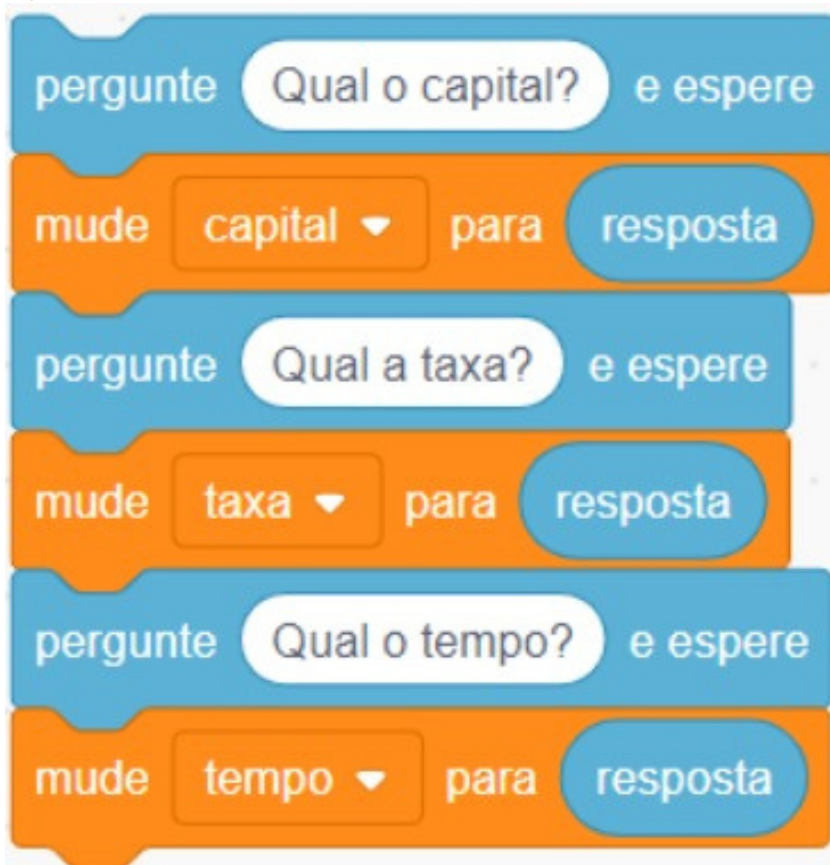 pergunte Qual o capital? e espere
mude capital para resposta
pergunte Qual a taxa? e espere
mude taxa para resposta
pergunte Qual o tempo? e espere
mude tempo para resposta